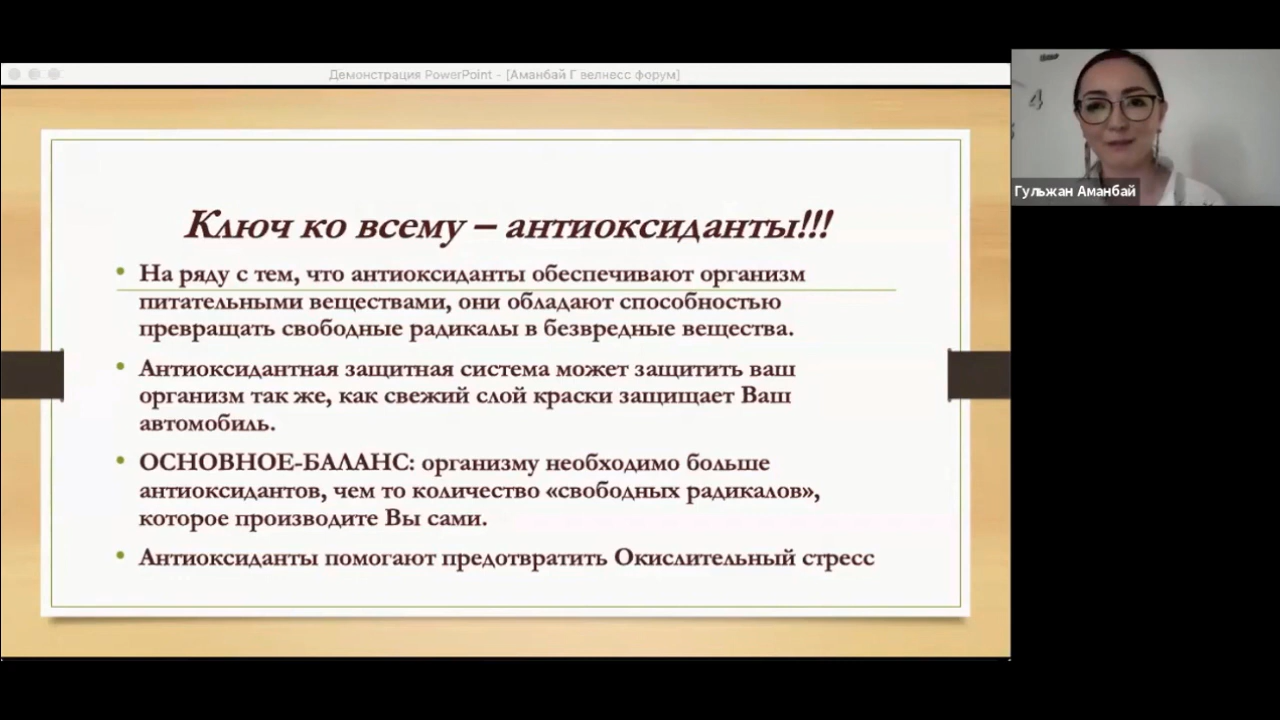 Демонстрация PowerPoint - [Аманбай Г велнесс форум]
Гульжан Аманбай
Ключ ко всему – антиоксиданты!!!
• На ряду с тем, что антиоксиданты обеспечивают организм
питательными веществами, они обладают способностью
превращать свободные радикалы в безвредные вещества.
• Антиоксидантная защитная система может защитить ваш
организм так же, как свежий слой краски защищает Ваш
автомобиль.
• ОСНОВНОЕ-БАЛАНС: организму необходимо больше
антиоксидантов, чем то количество «свободных радикалов»,
которое производите Вы сами.
• Антиоксиданты помогают предотвратить Окислительный стресс
4